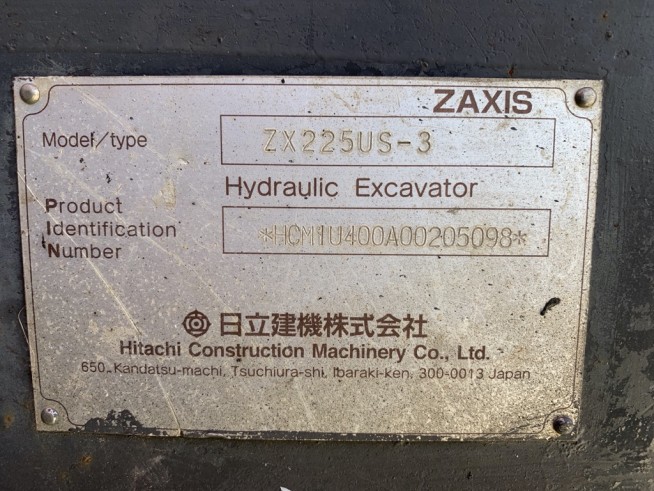 ZAXIS
Model/type ZX225US-3
Hydraulic Excavator
Product
Identification
Number *HCM1U400A00205098*
日立建機株式会社
Hitachi Construction Machinery Co., Ltd.
650, Kandatsu-machi, Tsuchiura-shi, Ibaraki-ken, 300-0013 Japan